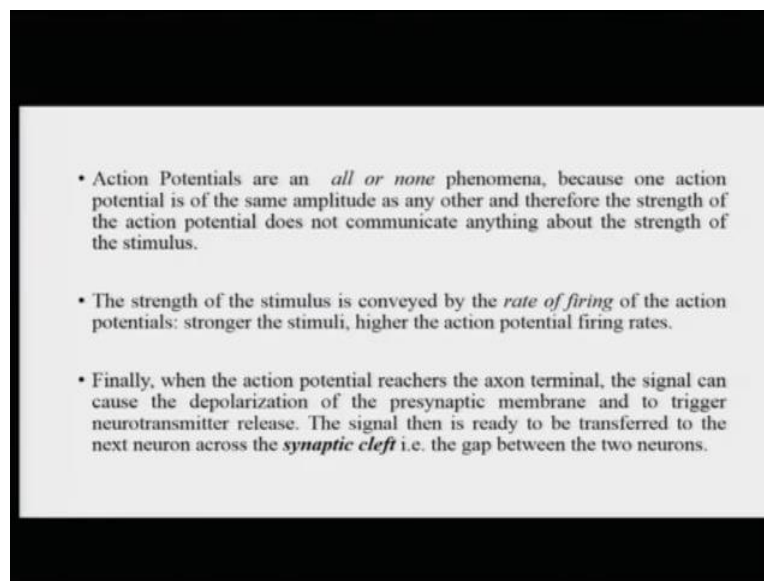 • Action Potentials are an all or none phenomena, because one action
potential is of the same amplitude as any other and therefore the strength of
the action potential does not communicate anything about the strength of
the stimulus.
• The strength of the stimulus is conveyed by the rate of firing of the action
potentials: stronger the stimuli, higher the action potential firing rates.
• Finally, when the action potential reachers the axon terminal, the signal can
cause the depolarization of the presynaptic membrane and to trigger
neurotransmitter release. The signal then is ready to be transferred to the
next neuron across the synaptic cleft i.e. the gap between the two neurons.